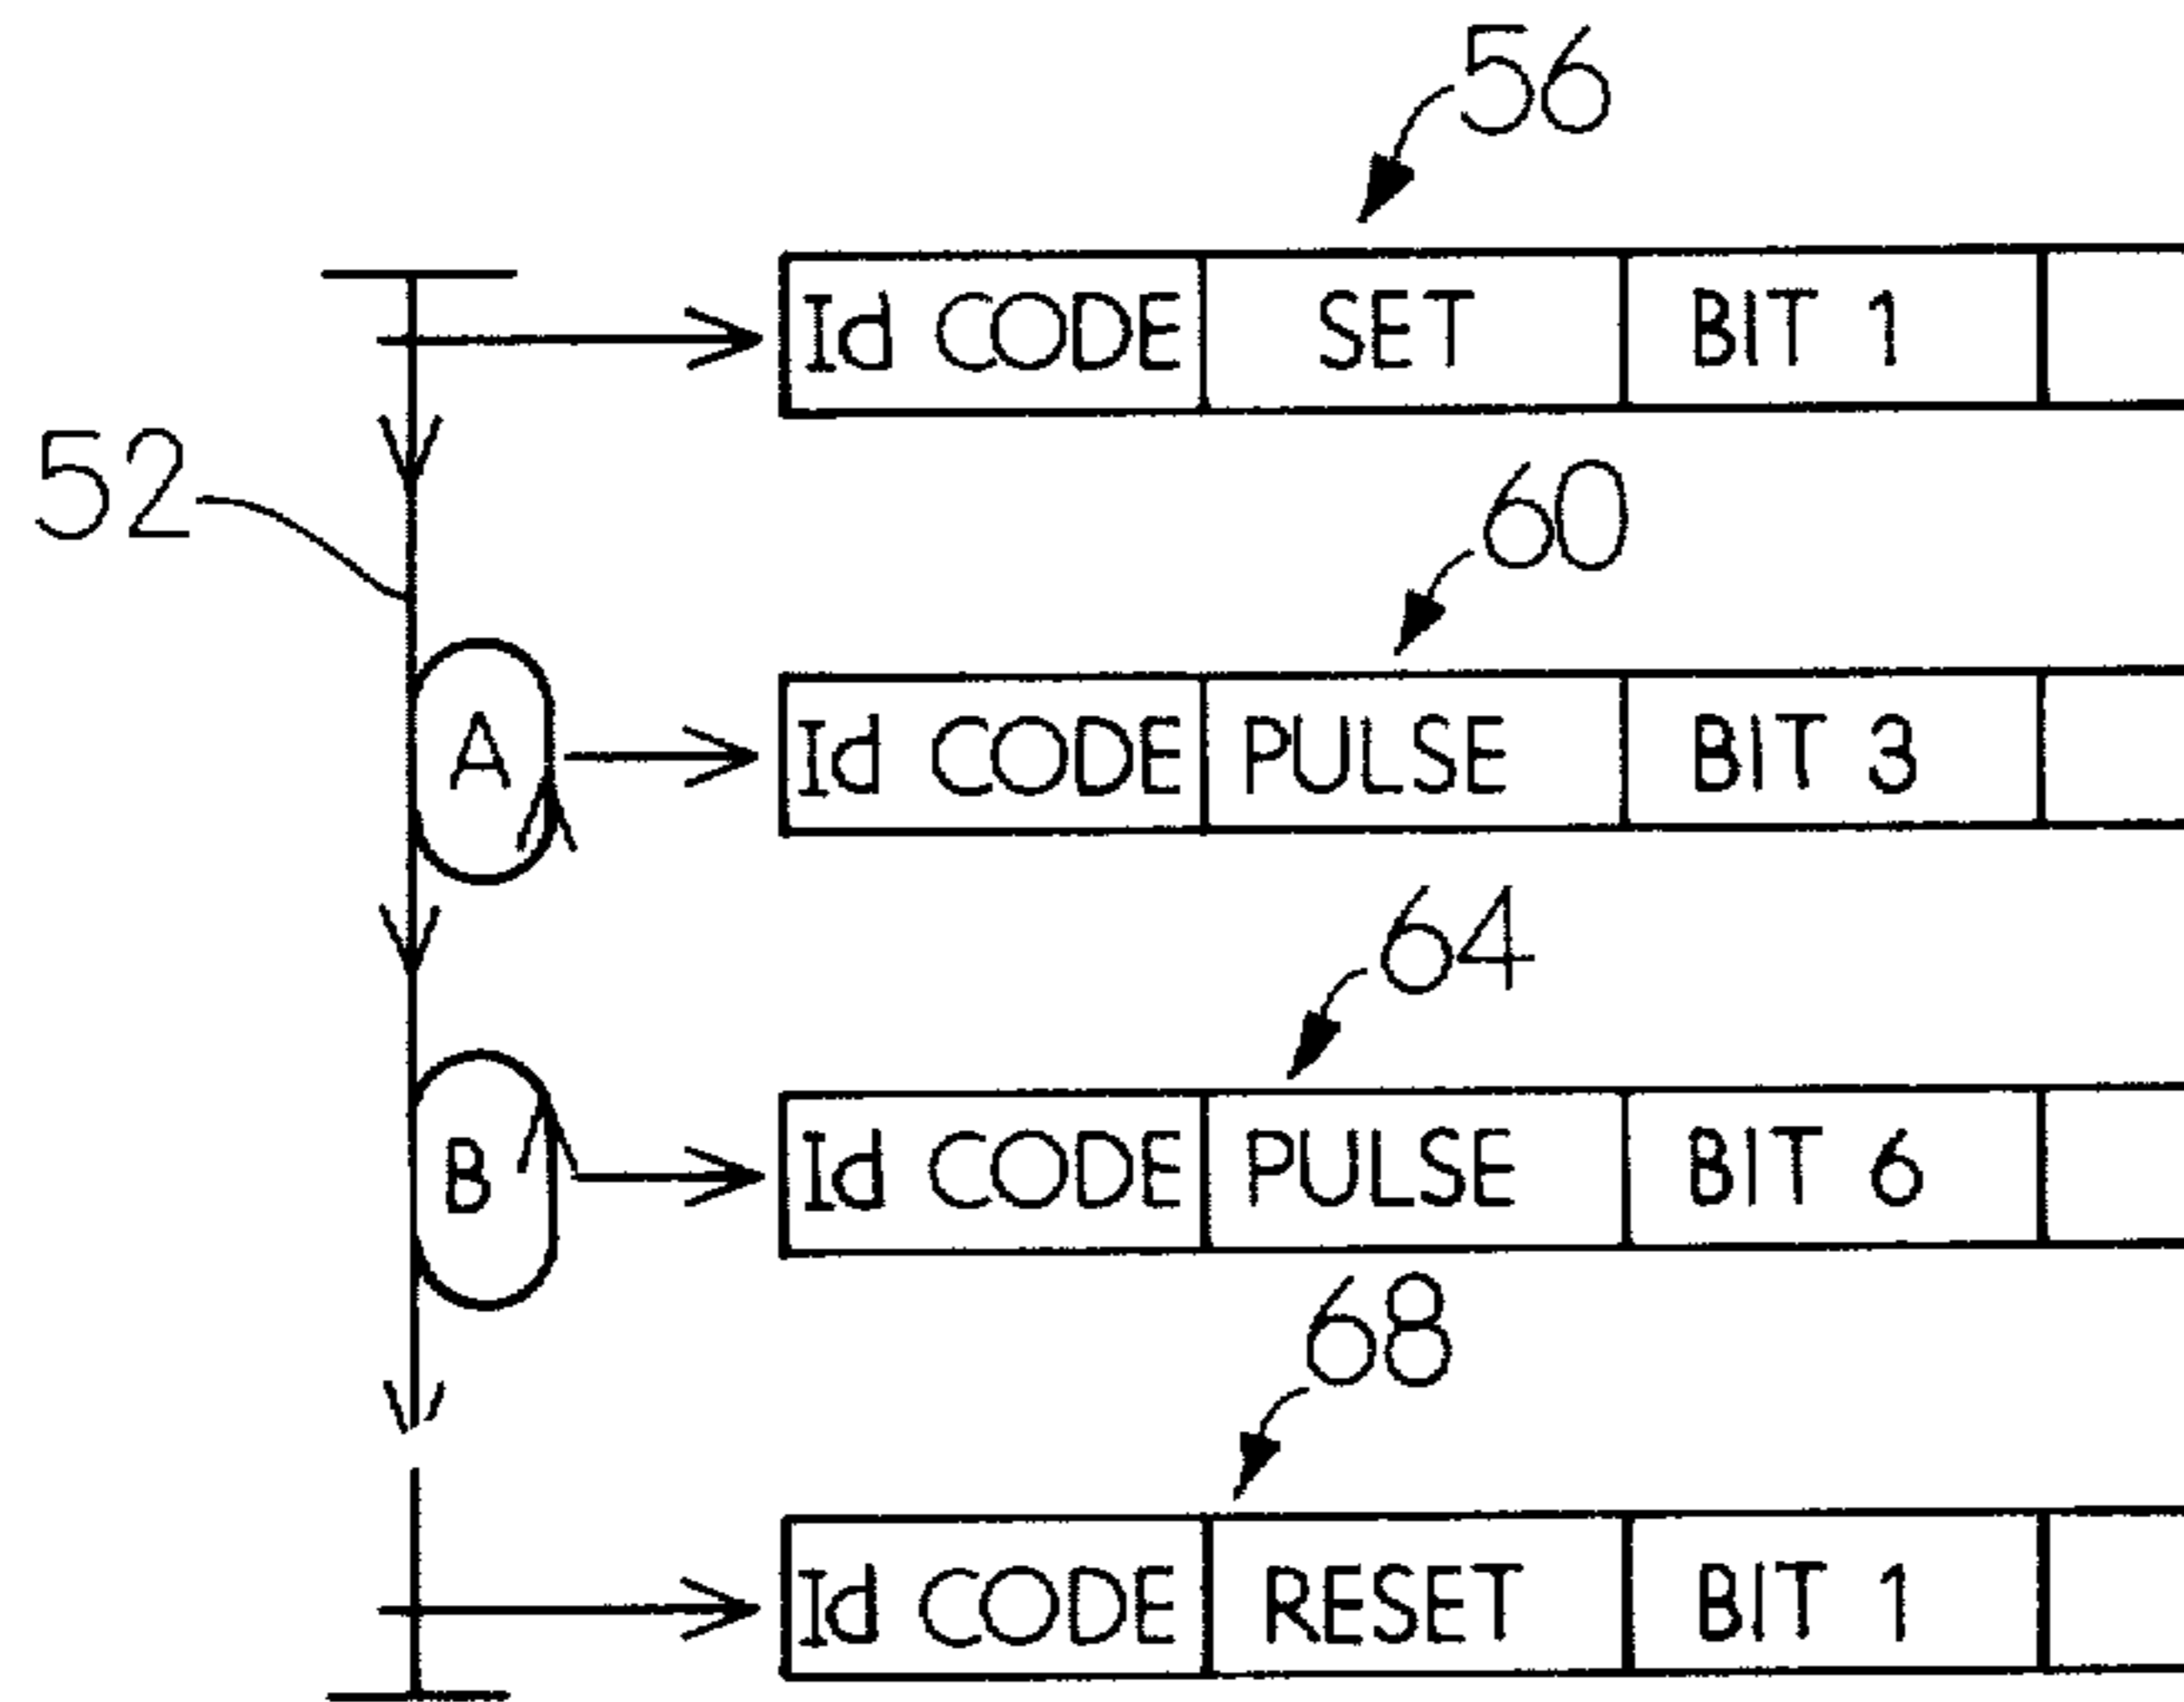 56
Id CODE SET BIT 1
52
60
A Id CODE PULSE BIT 3
64
B Id CODE PULSE BIT 6
68
Id CODE RESET BIT 1